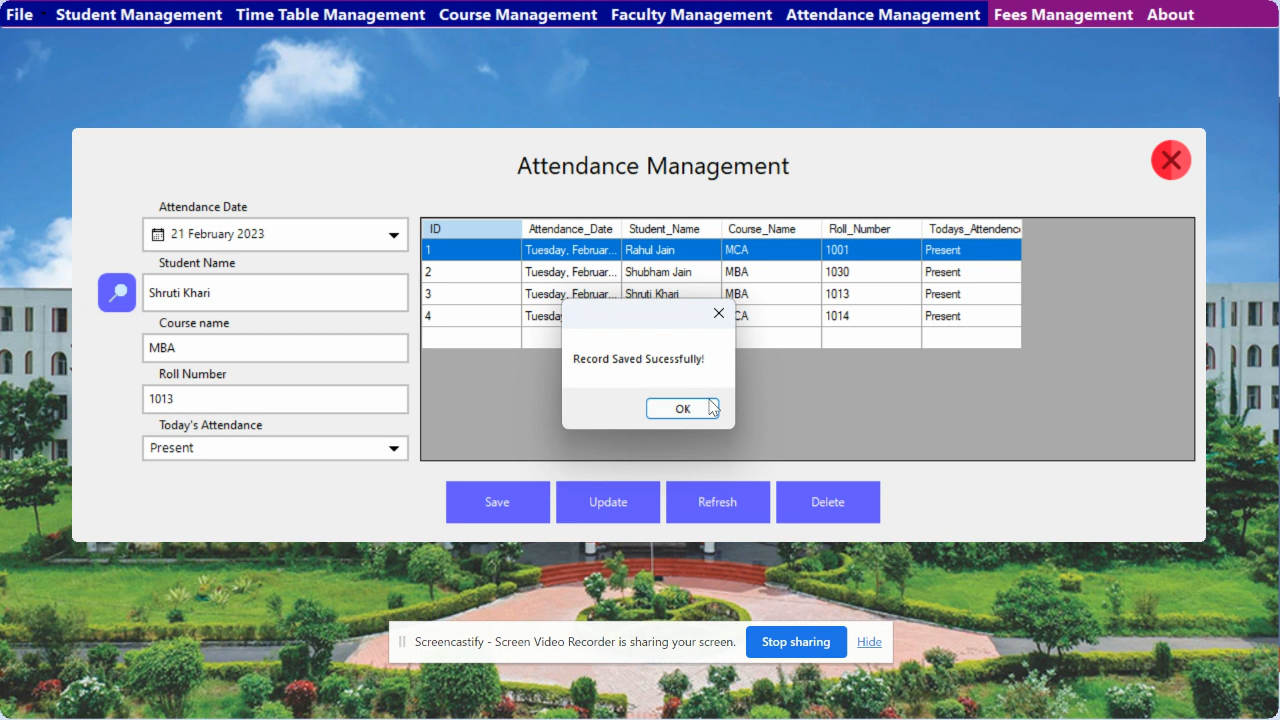 File Student Management Time Table Management Course Management Faculty Management Attendance Management Fees Management About
Attendance Management
Attendance Date
21 February 2023
Student Name
Shruti Khari
Course name
MBA
Roll Number
1013
Today's Attendance
Present
ID Attendance_Date Student_Name Course_Name Roll_Number Todays_Attendenc
1 Tuesday, Februar... Rahul Jain MCA 1001 Present
2 Tuesday, Februar... Shubham Jain MBA 1030 Present
3 Tuesday, Februar... Shruti Khari MBA 1013 Present
4 Tuesday 1014 Present
Record Saved Sucessfully!
OK
Save Update Refresh Delete
Screencastify - Screen Video Recorder is sharing your screen. Stop sharing Hide